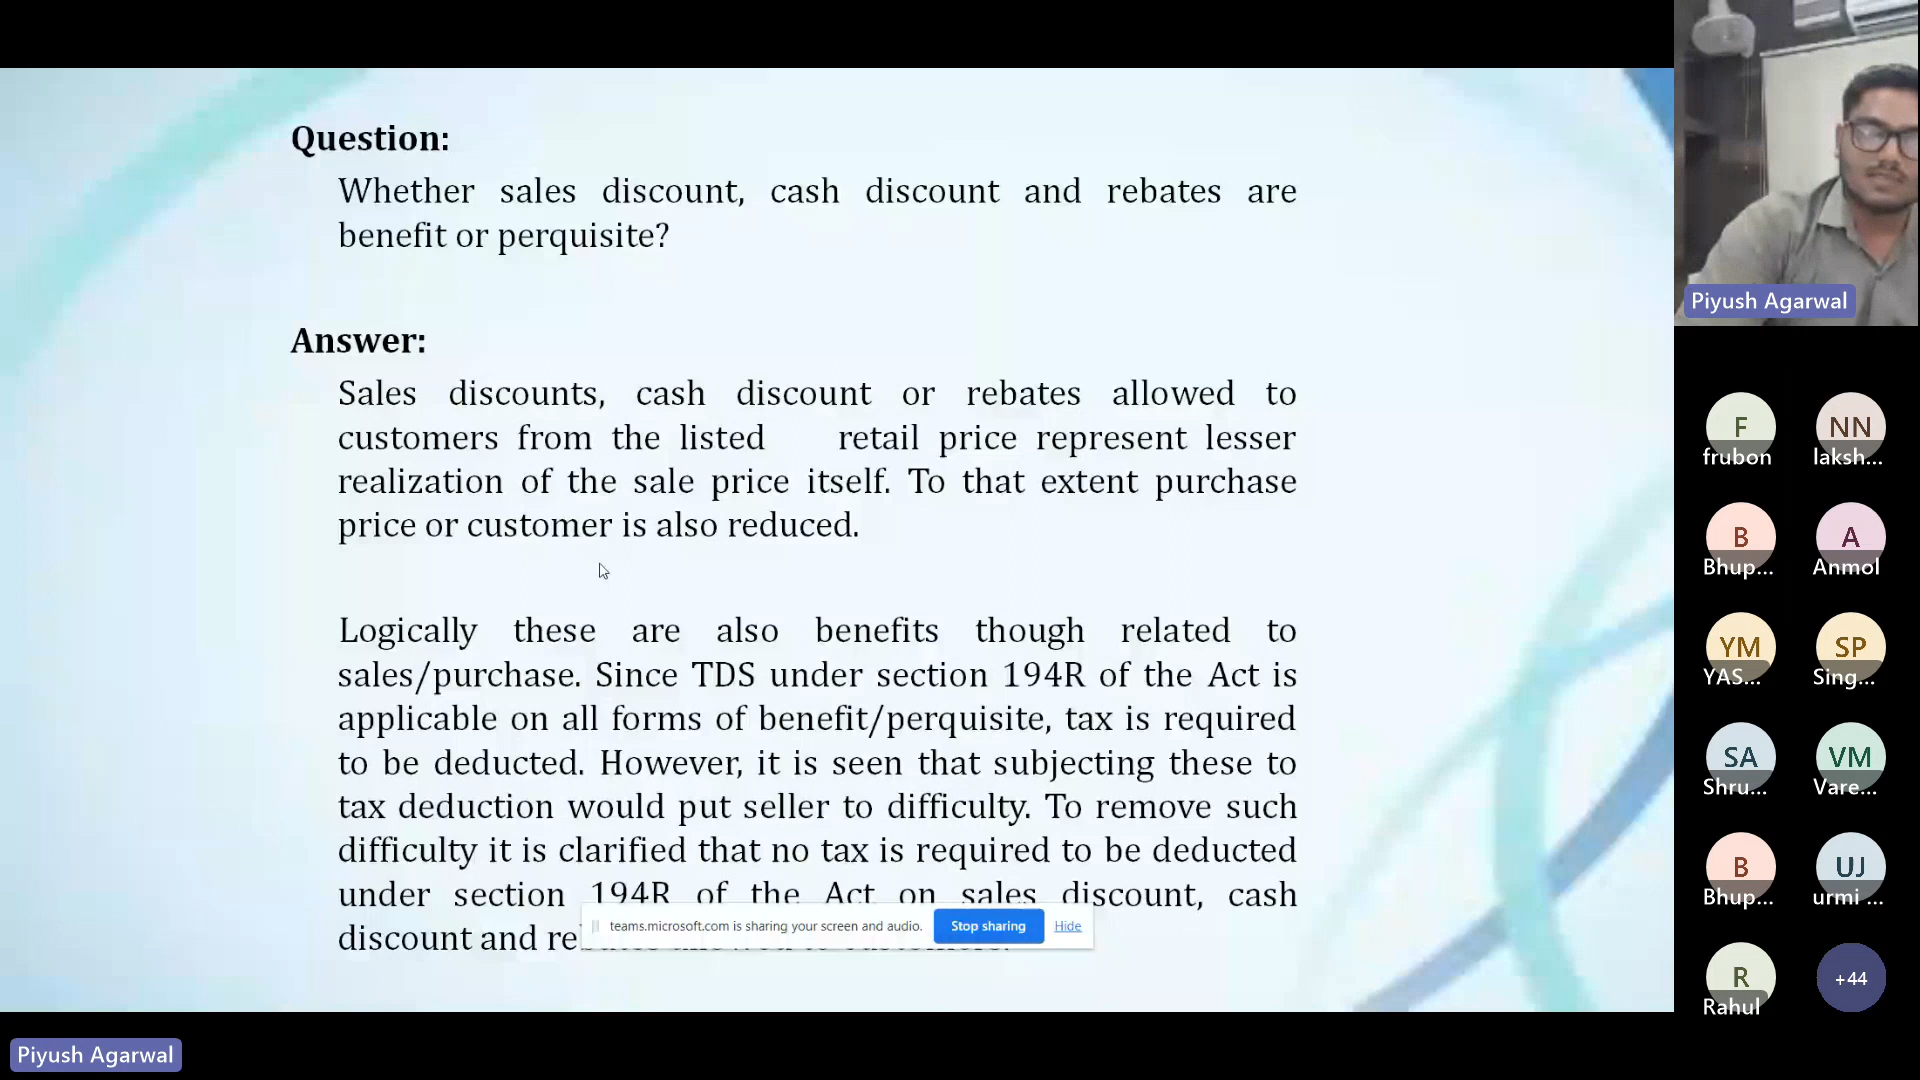 Question:
Whether sales discount, cash discount and rebates are
benefit or perquisite?
Answer:
Sales discounts, cash discount or rebates allowed to
customers from the listed retail price represent lesser
realization of the sale price itself. To that extent purchase
price or customer is also reduced.
Logically these are also benefits though related to
sales/purchase. Since TDS under section 194R of the Act is
applicable on all forms of benefit/perquisite, tax is required
to be deducted. However, it is seen that subjecting these to
tax deduction would put seller to difficulty. To remove such
difficulty it is clarified that no tax is required to be deducted
under section 194R of the Act on sales discount, cash
discount and
teams.microsoft.com is sharing your screen and audio.
Stop sharing
Hide
Piyush Agarwal
F
frubon
NN
laksh...
B
Bhup...
A
Anmol
YM
YAS...
SP
Sing...
SA
Shru...
VM
Vare...
B
Bhup...
UJ
urmi ...
R
Rahul
+44
Piyush Agarwal